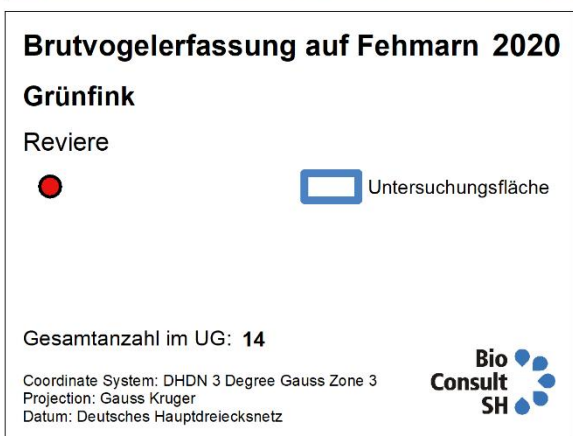 Brutvogelerfassung auf Fehmarn 2020
Grünfink
Reviere
Untersuchungsfläche
Gesamtanzahl im UG: 14
Coordinate System: DHDN 3 Degree Gauss Zone 3
Projection: Gauss Kruger
Datum: Deutsches Hauptdreiecksnetz
Bio
Consult
SH